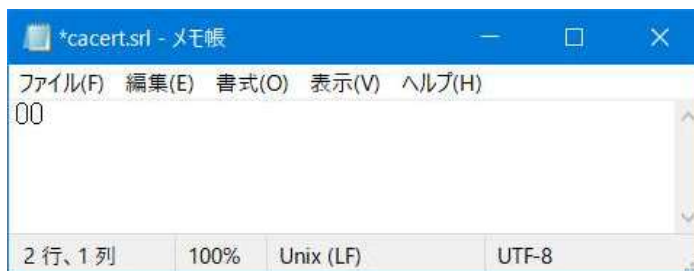 *cacert.srl - メモ帳
ファイル(F) 編集(E) 書式(O) 表示(V) ヘルプ(H)
00
2 行、1 列 100% Unix (LF) UTF-8